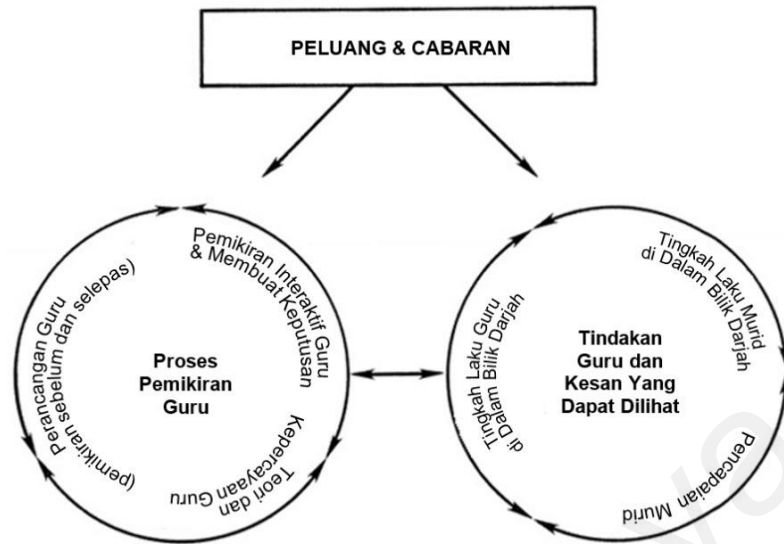 PELUANG & CABARAN
Perancangan Guru
(pemikiran sebelum dan selepas)
Pemikiran Interaktif Guru
& Membuat Keputusan
Proses
Pemikiran
Guru
Teori dan
Kepercayaan Guru
Tingkah Laku Guru
di Dalam Bilik Darjah
Tingkah Laku Murid
di Dalam Bilik Darjah
Tindakan
Guru dan
Kesan Yang
Dapat Dilihat
Pencapaian Murid